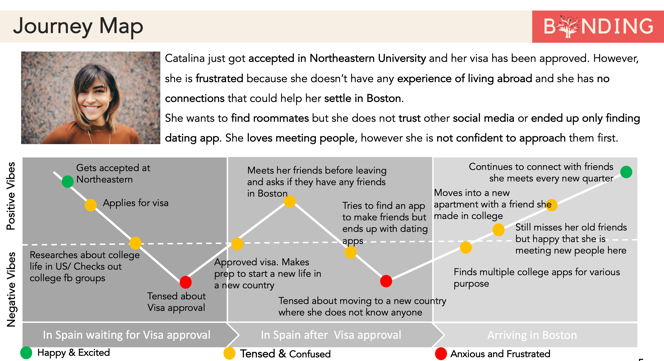 Journey Map
BONDING
Catalina just got accepted in Northeastern University and her visa has been approved. However,
she is frustrated because she doesn't have any experience of living abroad and she has no
connections that could help her settle in Boston.
She wants to find roommates but she does not trust other social media or ended up only finding
dating app. She loves meeting people, however she is not confident to approach them first.
Positive Vibes
Negative Vibes
Gets accepted at
Northeastern
Applies for visa
Researches about college
life in US/ Checks out
college fb groups
Tensed about
Visa approval
Meets her friends before leaving
and asks if they have any friends
in Boston
Approved visa. Makes
prep to start a new life in
a new country
Tries to find an app
to make friends but
ends up with dating
apps
Tensed about moving to a new country
where she does not know anyone
Continues to connect with friends
she meets every new quarter
Moves into a new
apartment with a friend she
made in college
Still misses her old friends
but happy that she is
meeting new people here
Finds multiple college apps for various
purpose
In Spain waiting for Visa approval
In Spain after Visa approval
Arriving in Boston
Happy & Excited
Tensed & Confused
Anxious and Frustrated